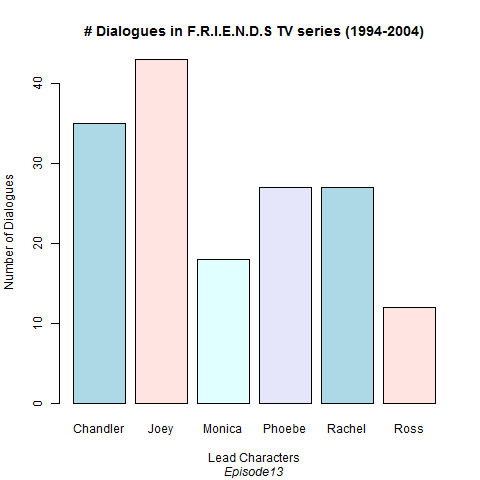 # Dialogues in F.R.I.E.N.D.S TV series (1994-2004)
Number of Dialogues
40
30
20
10
0
Chandler Joey Monica Phoebe Rachel Ross
Lead Characters
Episode13